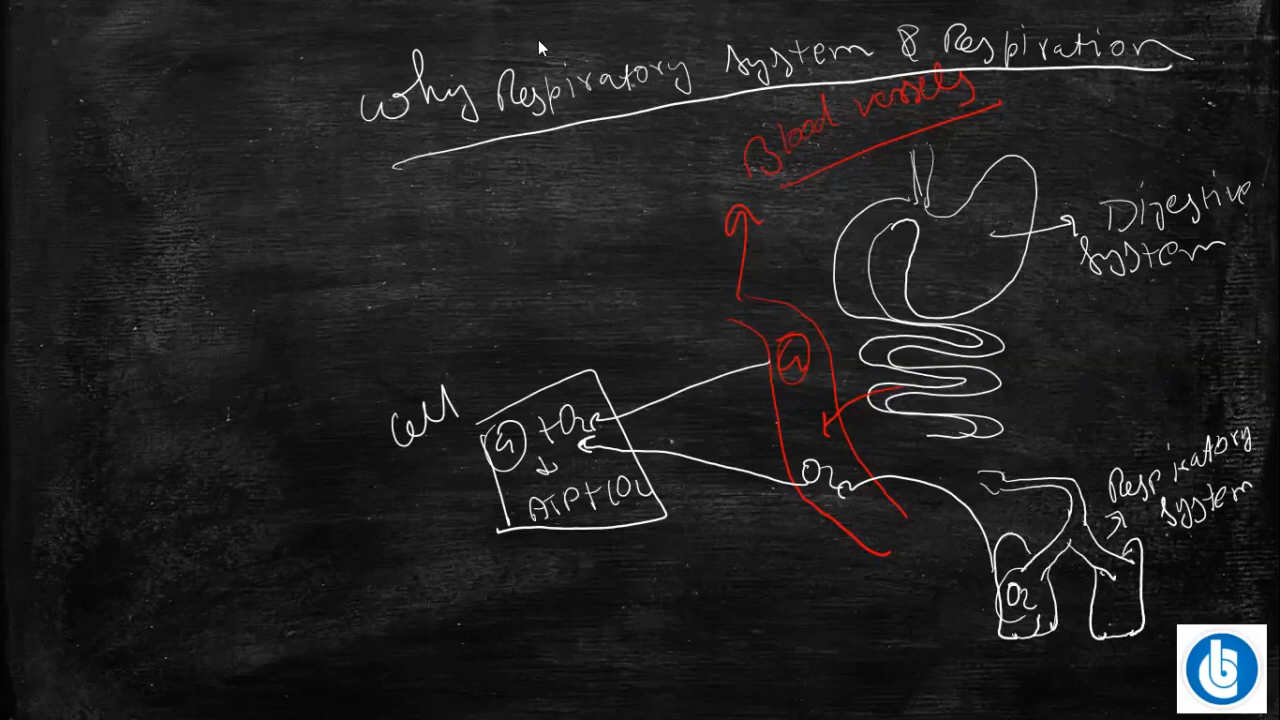 Why Respiratory System & Respiration
Blood vessels
Digestive
System
G
Cell
G + O2
ATP + CO2
O2
Respiratory
System
O2